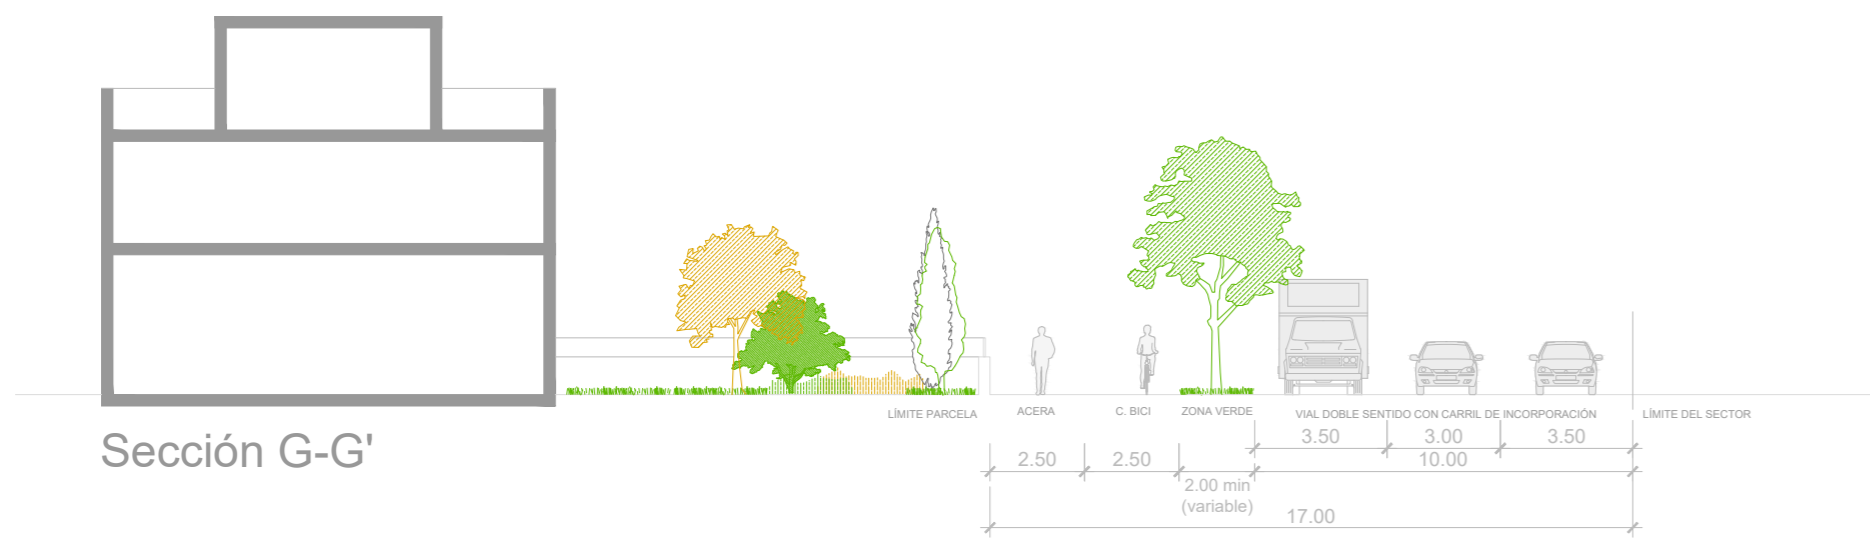 LÍMITE PARCELA
ACERA
C. BICI
ZONA VERDE
VIAL DOBLE SENTIDO CON CARRIL DE INCORPORACIÓN
LÍMITE DEL SECTOR
Sección G-G'
3.50
3.00
3.50
2.50
2.50
10.00
2.00 min
(variable)
17.00